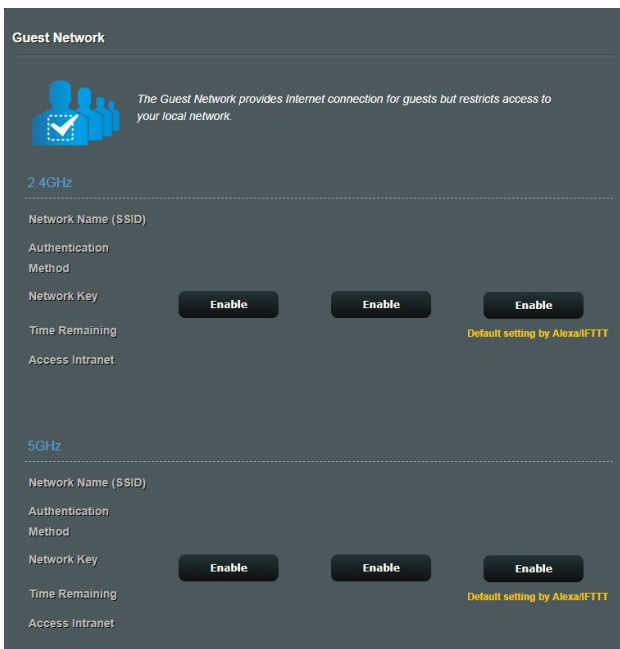 Guest Network
The Guest Network provides Internet connection for guests but restricts access to
your local network.
2.4GHz
Network Name (SSID)
Authentication
Method
Network Key
Enable
Enable
Enable
Time Remaining
Default setting by Alexa/IFTTT
Access Intranet
5GHz
Network Name (SSID)
Authentication
Method
Network Key
Enable
Enable
Enable
Time Remaining
Default setting by Alexa/IFTTT
Access Intranet